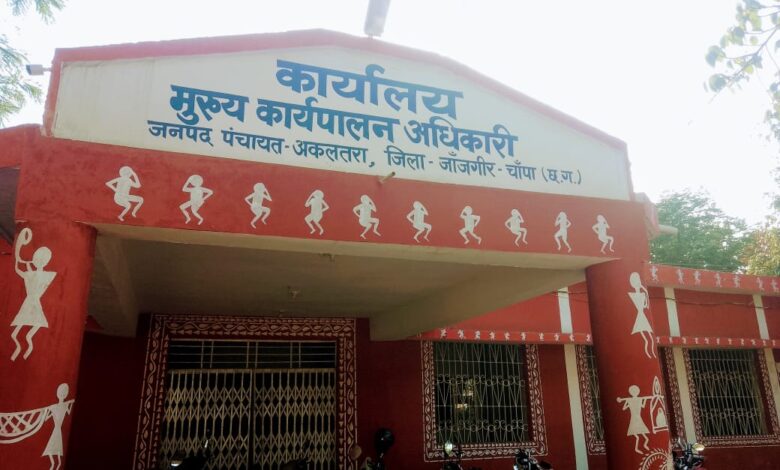 कार्यालय
मुख्य कार्यपालन अधिकारी
जनपद पंचायत-अकलतरा, जिला-जाँजगीर-चाँपा (छ.ग.)